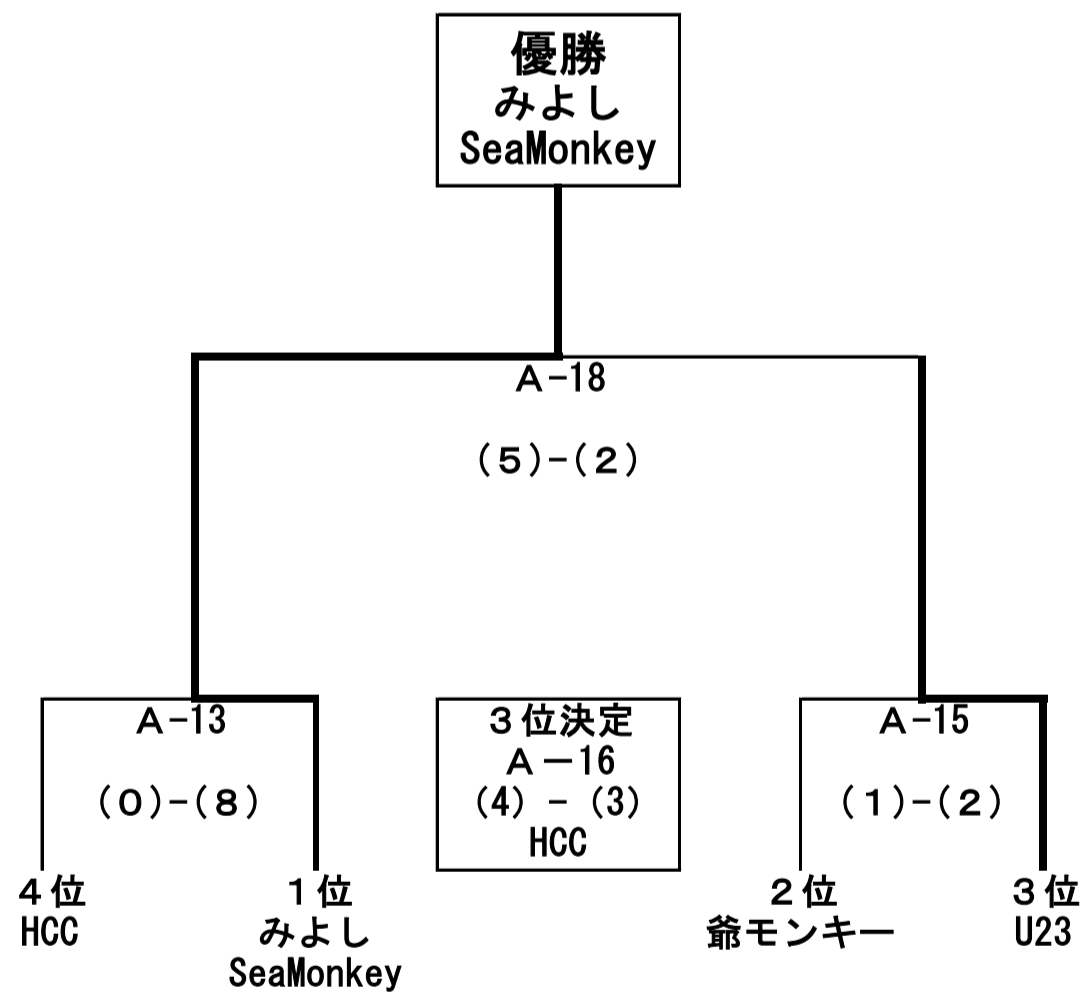 優勝
みよし
SeaMonkey
A-18
(5)-(2)
A-13
(0)-(8)
3位決定
A-16
(4) - (3)
HCC
A-15
(1)-(2)
4位
HCC
1位
みよし
SeaMonkey
2位
爺モンキー
3位
U23